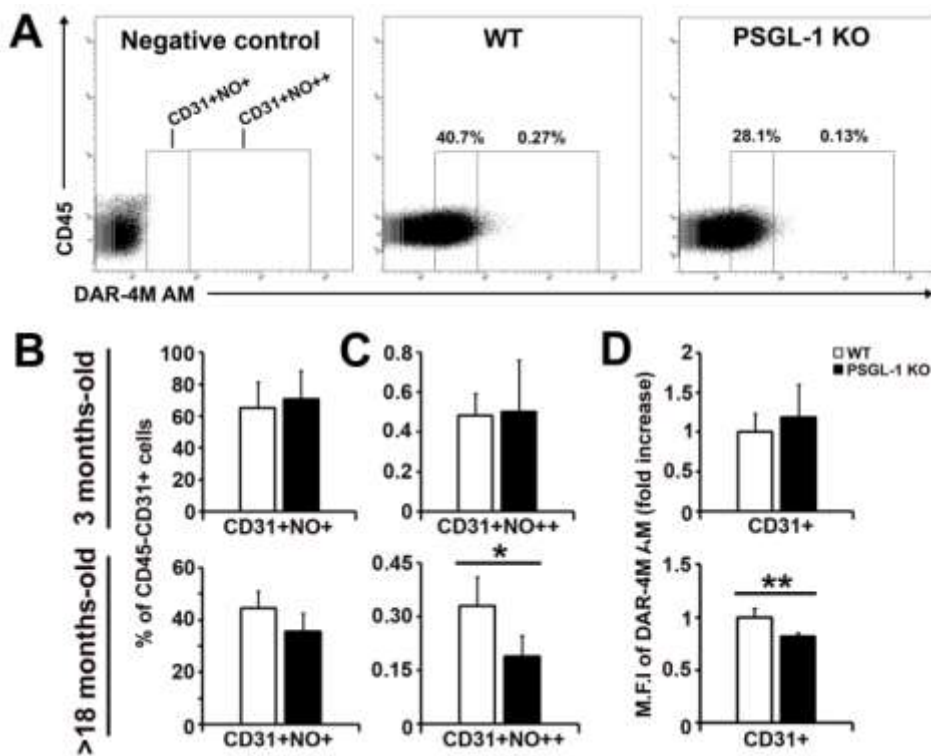 A
Negative control
WT
PSGL-1 KO
CD31+NO+
CD31+NO++
40.7%
0.27%
28.1%
0.13%
CD45
DAR-4M AM
B
C
D
3 months-old
>18 months-old
% of CD45-CD31+ cells
100
80
60
40
20
0
CD31+NO+
0.8
0.6
0.4
0.2
0
CD31+NO++
M.F.I of DAR-4M AM (fold increase)
2
1.5
1
0.5
0
CD31+
WT
PSGL-1 KO
60
40
20
0
CD31+NO+
*
0.45
0.30
0.15
0
CD31+NO++
**
1.5
1
0.5
0
CD31+